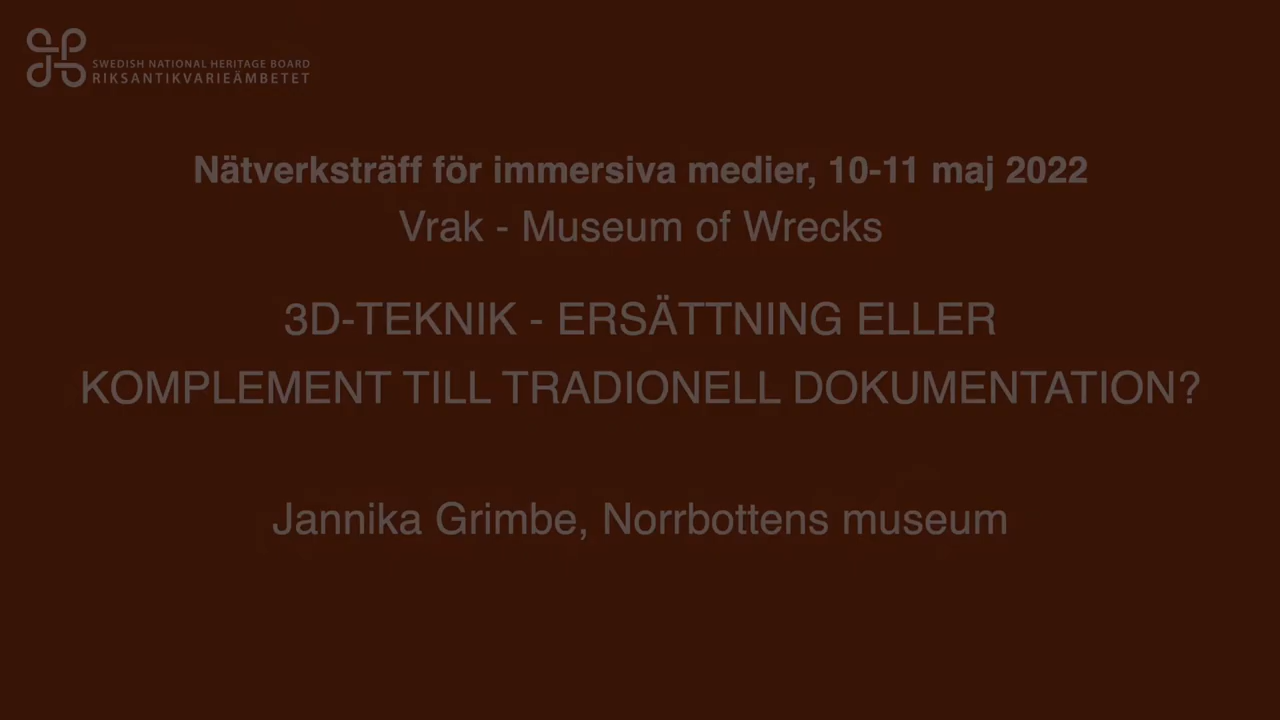 SWEDISH NATIONAL HERITAGE BOARD
RIKSANTIKVARIEÄMBETET
Nätverksträff för immersiva medier, 10-11 maj 2022
Vrak - Museum of Wrecks
3D-TEKNIK - ERSÄTTNING ELLER
KOMPLEMENT TILL TRADIONELL DOKUMENTATION?
Jannika Grimbe, Norrbottens museum